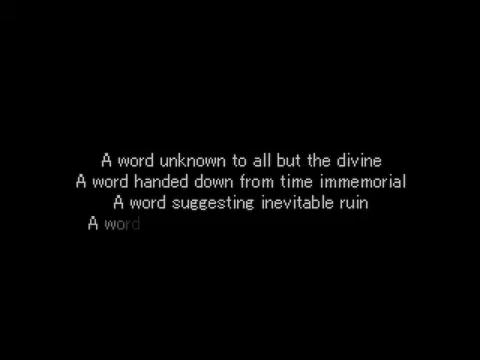 A word unknown to all but the divine
A word handed down from time immemorial
A word suggesting inevitable ruin
A word